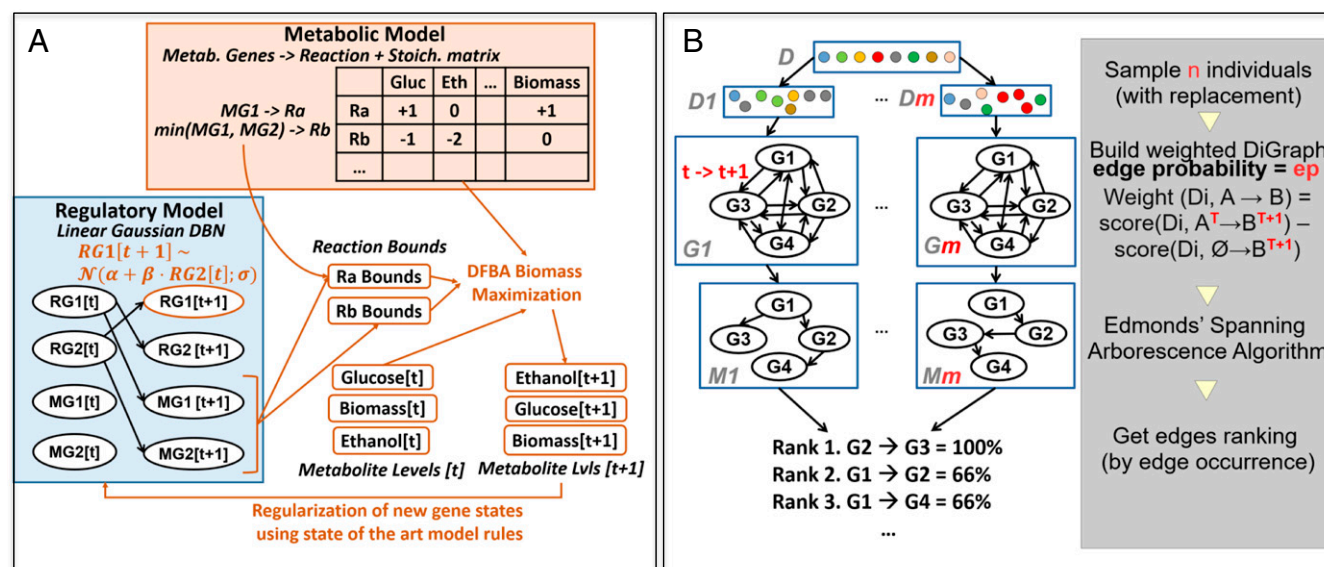 A
Metabolic Model
Metab. Genes -> Reaction + Stoich. matrix
Gluc Eth ... Biomass
MG1 -> Ra
Ra +1 0 +1
min(MG1, MG2) -> Rb
Rb -1 -2 0
...
Regulatory Model
Linear Gaussian DBN
RG1[t + 1] ~
𝒩(α + β · RG2[t]; σ)
RG1[t] RG1[t+1]
RG2[t] RG2 [t+1]
MG1[t] MG1 [t+1]
MG2[t] MG2[t+1]
Reaction Bounds
Ra Bounds
Rb Bounds
DFBA Biomass
Maximization
Glucose[t]
Biomass[t]
Ethanol[t]
Metabolite Levels [t]
Ethanol[t+1]
Glucose[t+1]
Biomass[t+1]
Metabolite Lvls [t+1]
Regularization of new gene states
using state of the art model rules
B
D
D1 ... Dm
t -> t+1
G1
G3 G2
G4
G1
...
G1
G3 G2
G4
Gm
G1
G3 G2
G4
M1
...
G1
G3 G2
G4
Mm
Rank 1. G2 → G3 = 100%
Rank 2. G1 → G2 = 66%
Rank 3. G1 → G4 = 66%
...
Sample n individuals
(with replacement)
Build weighted DiGraph
edge probability = ep
Weight (Di, A → B) =
score(Di, A^T→B^T+1) –
score(Di, Ø→B^T+1)
Edmonds' Spanning
Arborescence Algorithm
Get edges ranking
(by edge occurrence)